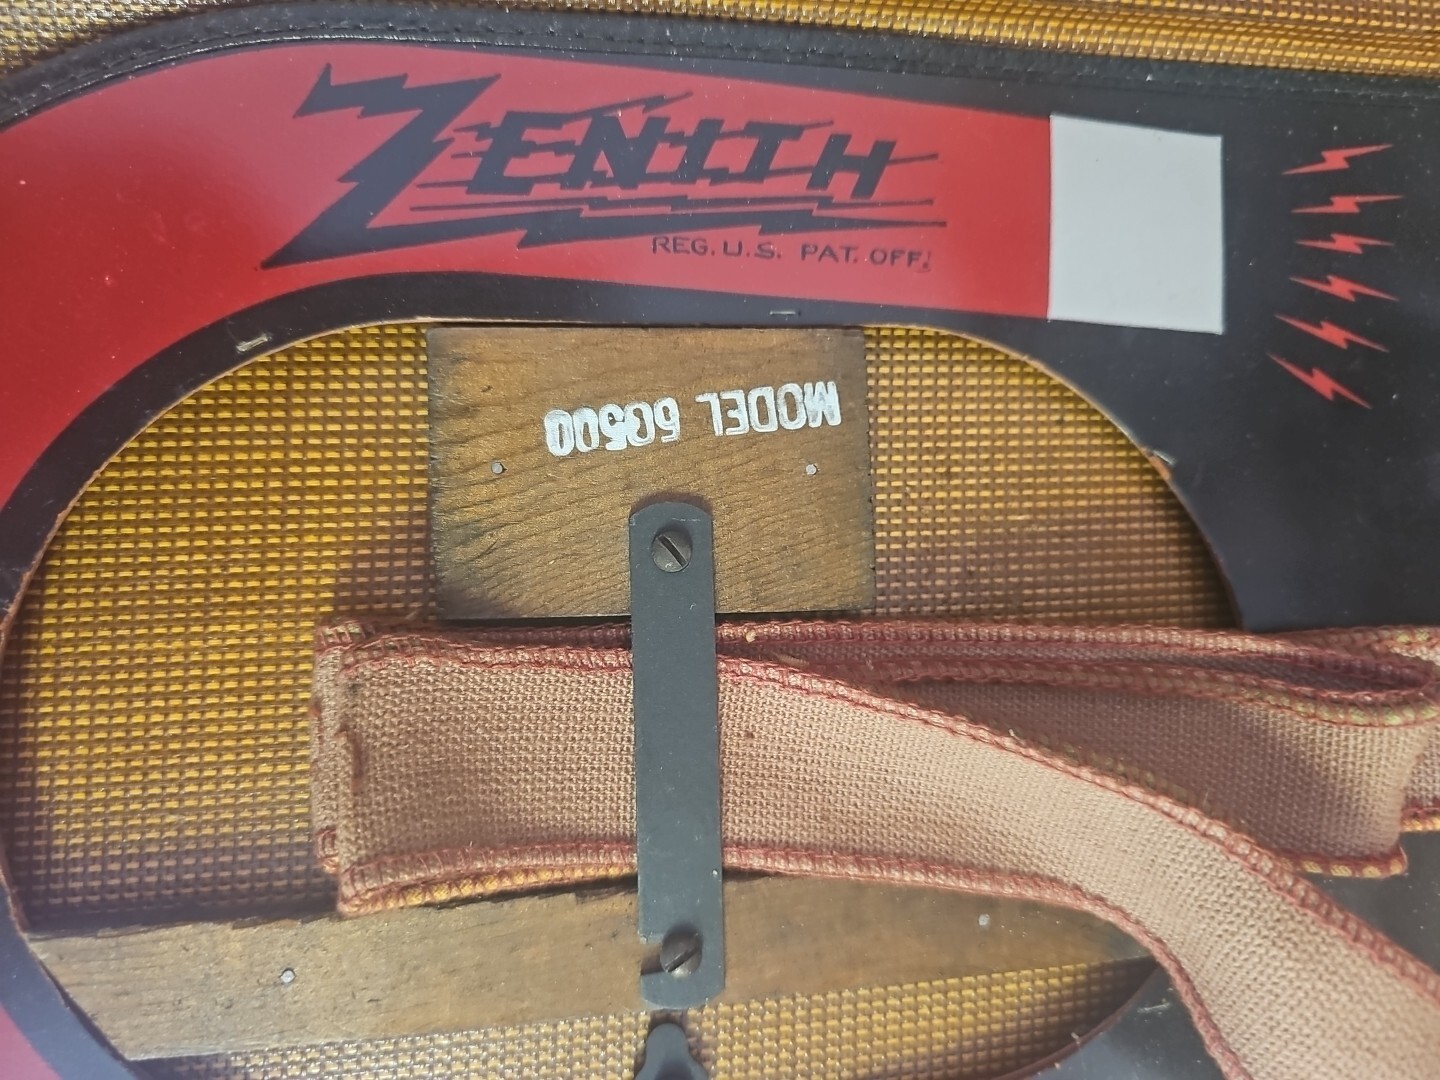 ZENITH
REG. U.S. PAT. OFF.
MODEL 6G500